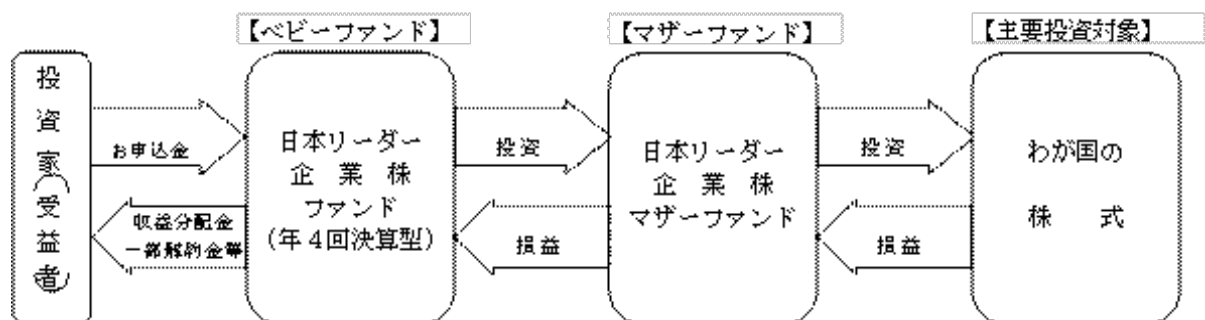 【ベビーファンド】
【マザーファンド】
【主要投資対象】
投資家（受益者）
お申込金
収益分配金
一部解約金等
日本リーダー
企業株
ファンド
（年４回決算型）
投資
損益
日本リーダー
企業株
マザーファンド
投資
損益
わが国の
株式